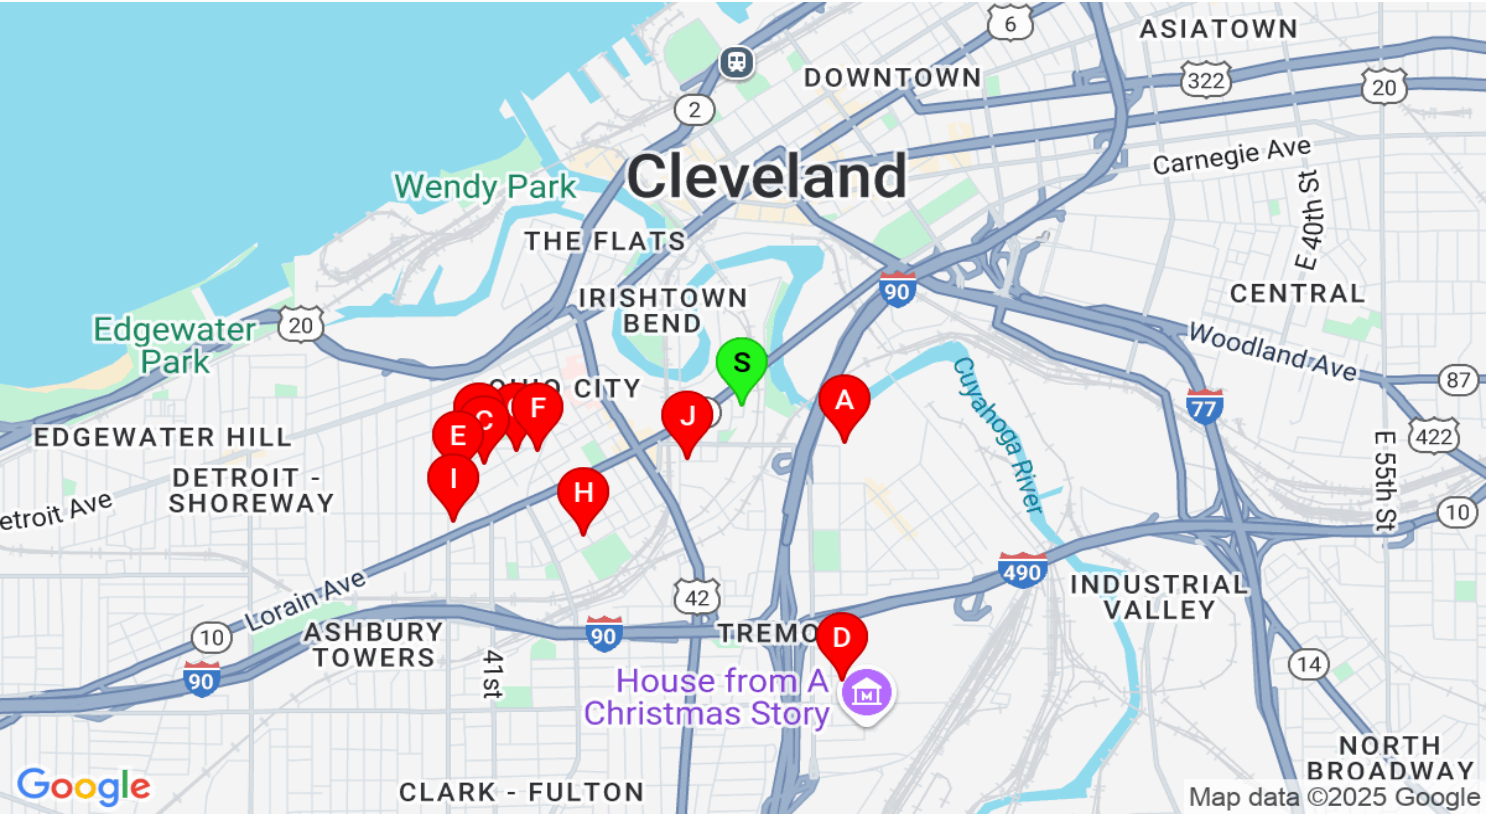 6
ASIATOWN
DOWNTOWN
322
20
2
Carnegie Ave
Cleveland
Wendy Park
E 40th St
THE FLATS
90
CENTRAL
IRISHTOWN
BEND
20
Edgewater
Park
Woodland Ave
S
87
77
Cuyahoga River
OHIO CITY
A
F
J
C
E
422
EDGEWATER HILL
E 55th St
DETROIT -
SHOREWAY
I
H
etroit Ave
10
490
INDUSTRIAL
VALLEY
42
Lorain Ave
10
ASHBURY
TOWERS
90
TREMO
D
14
41st
90
House from A
Christmas Story
NORTH
BROADWAY
Google
CLARK - FULTON
Map data ©2025 Google